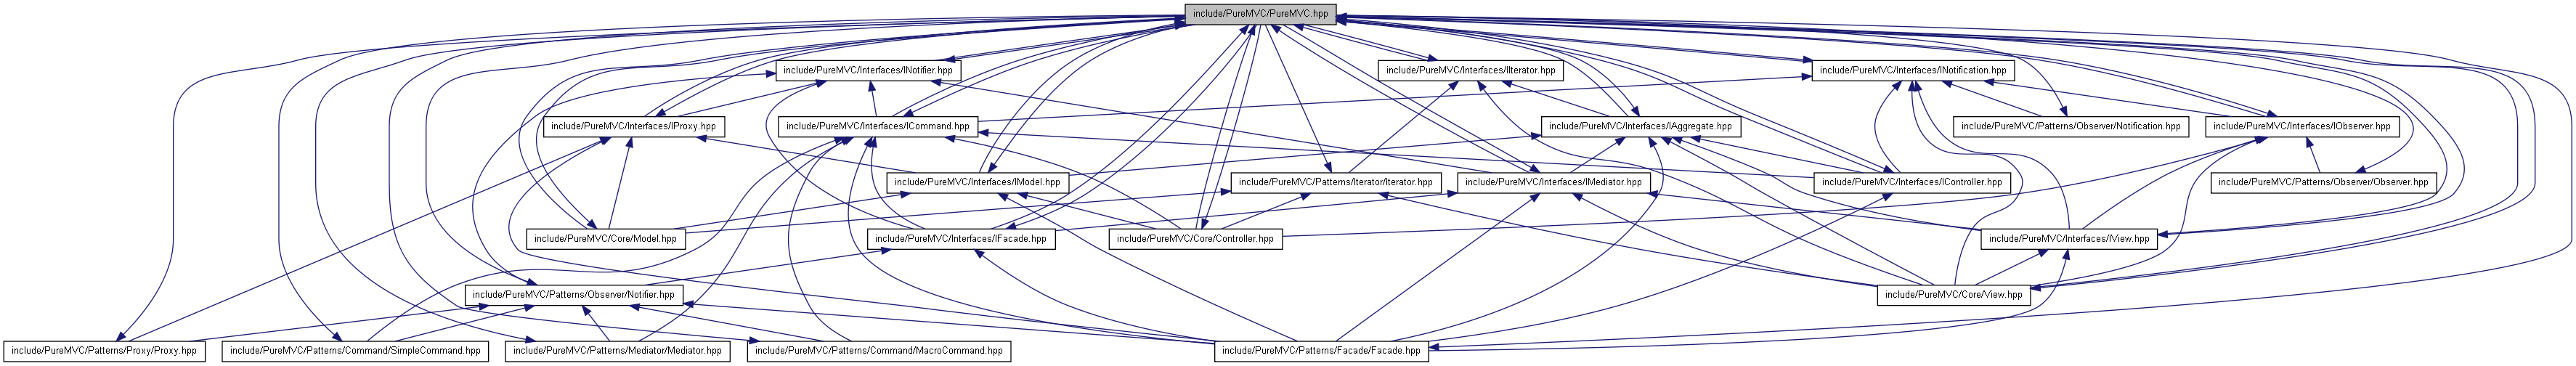 include/PureMVC/PureMVC.hpp
include/PureMVC/Interfaces/INotifier.hpp
include/PureMVC/Interfaces/IIterator.hpp
include/PureMVC/Interfaces/INotification.hpp
include/PureMVC/Interfaces/IProxy.hpp
include/PureMVC/Interfaces/ICommand.hpp
include/PureMVC/Interfaces/IAggregate.hpp
include/PureMVC/Patterns/Observer/Notification.hpp
include/PureMVC/Interfaces/IObserver.hpp
include/PureMVC/Interfaces/IModel.hpp
include/PureMVC/Patterns/Iterator/Iterator.hpp
include/PureMVC/Interfaces/IMediator.hpp
include/PureMVC/Interfaces/IController.hpp
include/PureMVC/Patterns/Observer/Observer.hpp
include/PureMVC/Core/Model.hpp
include/PureMVC/Interfaces/IFacade.hpp
include/PureMVC/Core/Controller.hpp
include/PureMVC/Interfaces/IView.hpp
include/PureMVC/Patterns/Observer/Notifier.hpp
include/PureMVC/Core/View.hpp
include/PureMVC/Patterns/Proxy/Proxy.hpp
include/PureMVC/Patterns/Command/SimpleCommand.hpp
include/PureMVC/Patterns/Mediator/Mediator.hpp
include/PureMVC/Patterns/Command/MacroCommand.hpp
include/PureMVC/Patterns/Facade/Facade.hpp